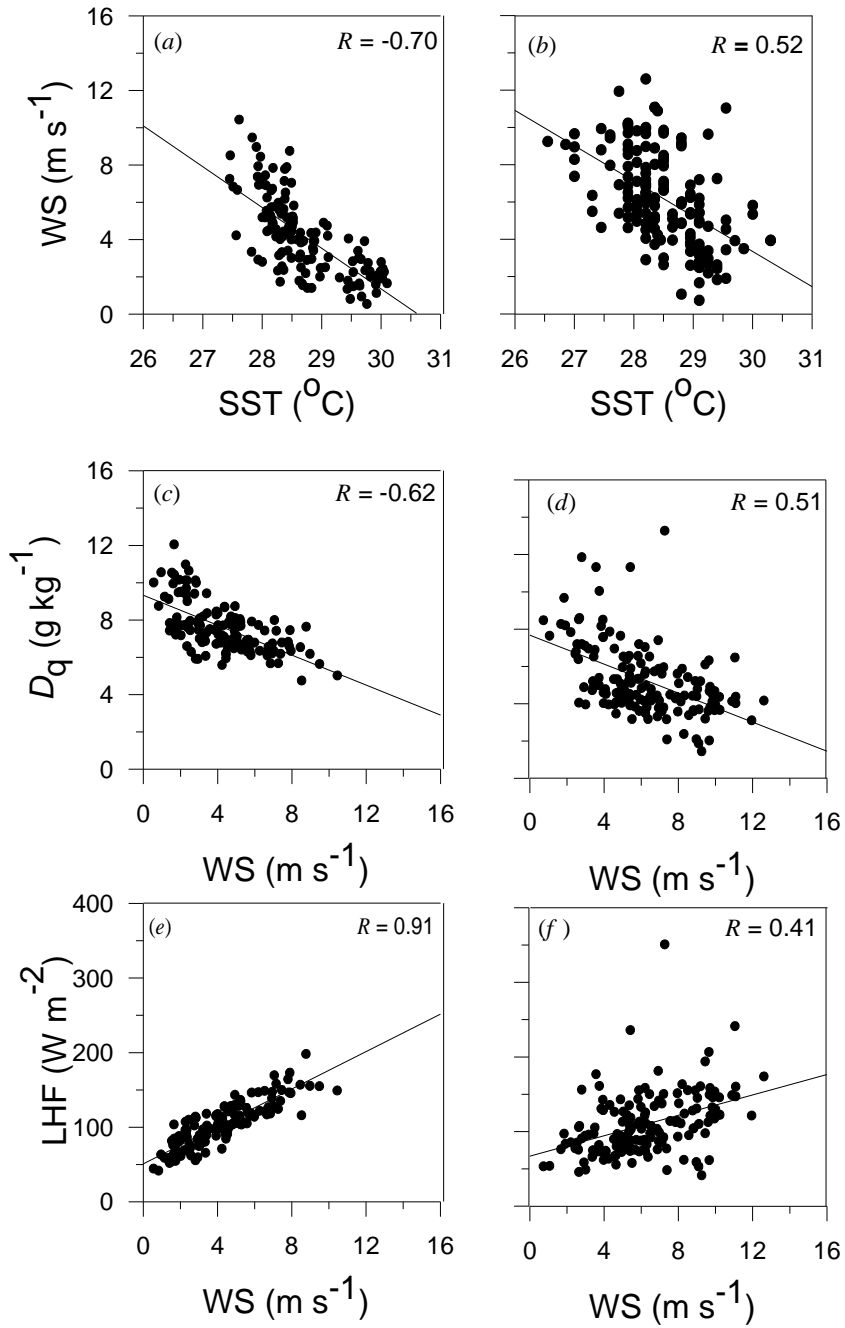 (a) R = -0.70
(b) R = 0.52
16
12
8
4
0
WS (m s-1)
26 27 28 29 30 31
26 27 28 29 30 31
SST (oC)
SST (oC)
(c) R = -0.62
(d) R = 0.51
16
12
8
4
0
Dq (g kg-1)
0 4 8 12 16
0 4 8 12 16
WS (m s-1)
WS (m s-1)
(e) R = 0.91
(f ) R = 0.41
400
300
200
100
0
LHF (W m-2)
0 4 8 12 16
0 4 8 12 16
WS (m s-1)
WS (m s-1)